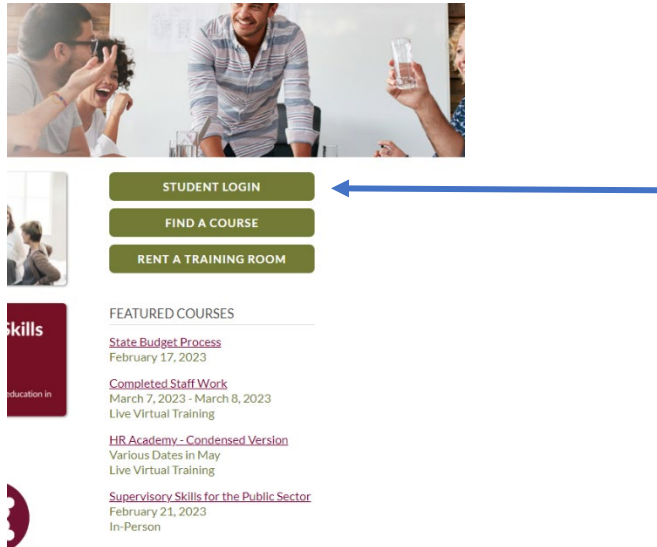 STUDENT LOGIN
FIND A COURSE
RENT A TRAINING ROOM
FEATURED COURSES
State Budget Process
February 17, 2023
Completed Staff Work
March 7, 2023 - March 8, 2023
Live Virtual Training
HR Academy - Condensed Version
Various Dates in May
Live Virtual Training
Supervisory Skills for the Public Sector
February 21, 2023
In-Person
Skills
education in